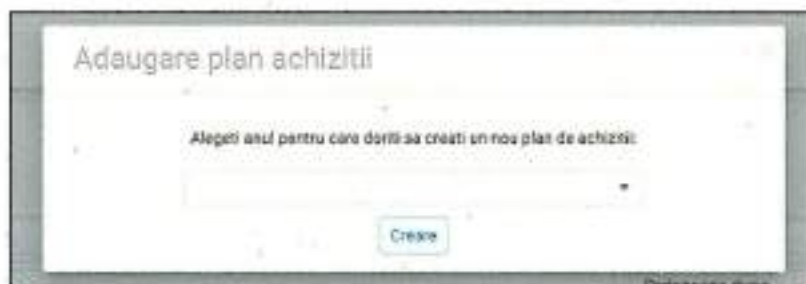 Adaugare plan achizitii
Alegeti anul pentru care doriti sa creati un nou plan de achizitii:
Creare